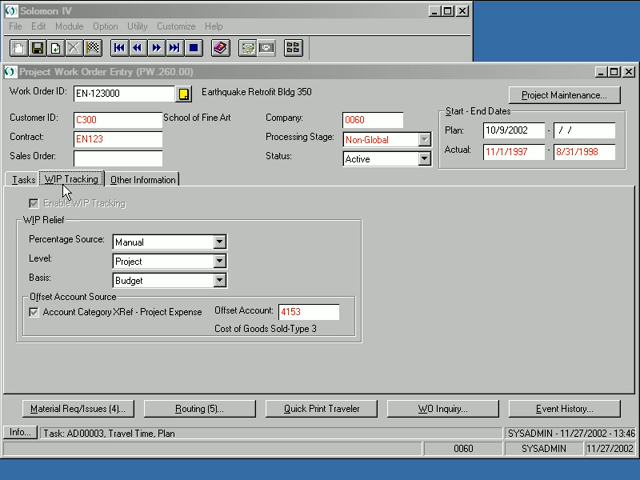 Solomon IV
File Edit Module Option Utility Customize Help
Project Work Order Entry (PW.260.00)
Work Order ID: EN-123000 Earthquake Retrofit Bldg 350 Project Maintenance...
Customer ID: C300 School of Fine Art Company: 0060 Start - End Dates
Contract: EN123 Processing Stage: Non-Global Plan: 10/9/2002 - / /
Sales Order: Status: Active Actual: 11/1/1997 - 8/31/1998
Tasks WIP Tracking Other Information
Enable WIP Tracking
WIP Relief
Percentage Source: Manual
Level: Project
Basis: Budget
Offset Account Source
Account Category XRef - Project Expense Offset Account: 4153
Cost of Goods Sold-Type 3
Material Req/Issues (4)... Routing (5)... Quick Print Traveler WO Inquiry... Event History...
Info... Task: AD00003, Travel Time, Plan SYSADMIN - 11/27/2002 - 13:46
0060 SYSADMIN 11/27/2002